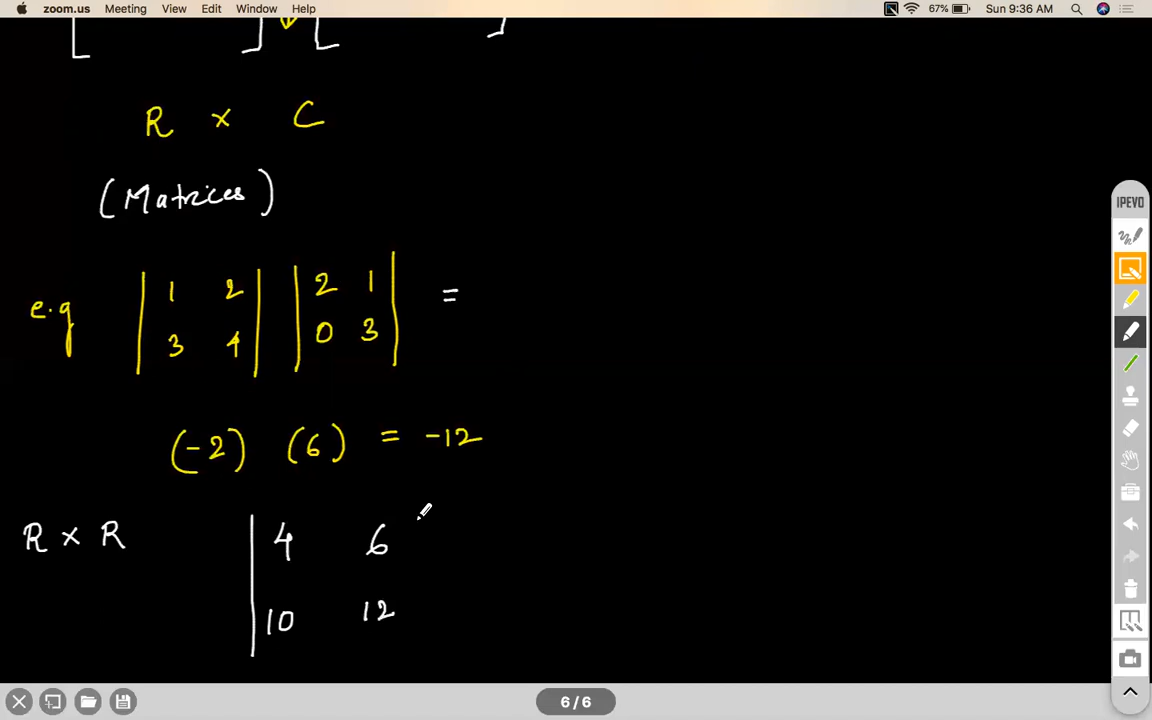 zoom.us Meeting View Edit Window Help 67% Sun 9:36 AM
R × C
(Matrices)
e.g | 1 2 | | 2 1 | =
| 3 4 | | 0 3 |
(-2) (6) = -12
R × R | 4 6
| 10 12
IPEVO
6 / 6